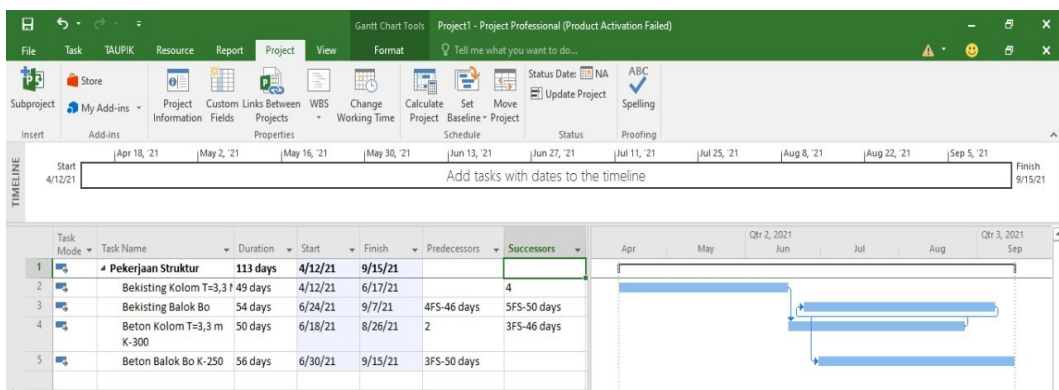 Gantt Chart Tools Project1 - Project Professional (Product Activation Failed)
File Task TAUPIK Resource Report Project View Format Tell me what you want to do...
Subproject
Store
My Add-ins
Project Information
Custom Fields
Links Between Projects
WBS
Change Working Time
Calculate Project
Set Baseline
Move Project
Status Date: NA
Update Project
ABC
Spelling
Insert Add-ins Properties Schedule Status Proofing
TIMELINE
Apr 18, '21 May 2, '21 May 16, '21 May 30, '21 Jun 13, '21 Jun 27, '21 Jul 11, '21 Jul 25, '21 Aug 8, '21 Aug 22, '21 Sep 5, '21
Start
4/12/21
Add tasks with dates to the timeline
Finish
9/15/21
Task Mode Task Name Duration Start Finish Predecessors Successors
Qtr 2, 2021 Qtr 3, 2021
Apr May Jun Jul Aug Sep
1 Pekerjaan Struktur 113 days 4/12/21 9/15/21
2 Bekisting Kolom T=3,3 49 days 4/12/21 6/17/21 4
3 Bekisting Balok Bo 54 days 6/24/21 9/7/21 4FS-46 days 5FS-50 days
4 Beton Kolom T=3,3 m 50 days 6/18/21 8/26/21 2 3FS-46 days
K-300
5 Beton Balok Bo K-250 56 days 6/30/21 9/15/21 3FS-50 days